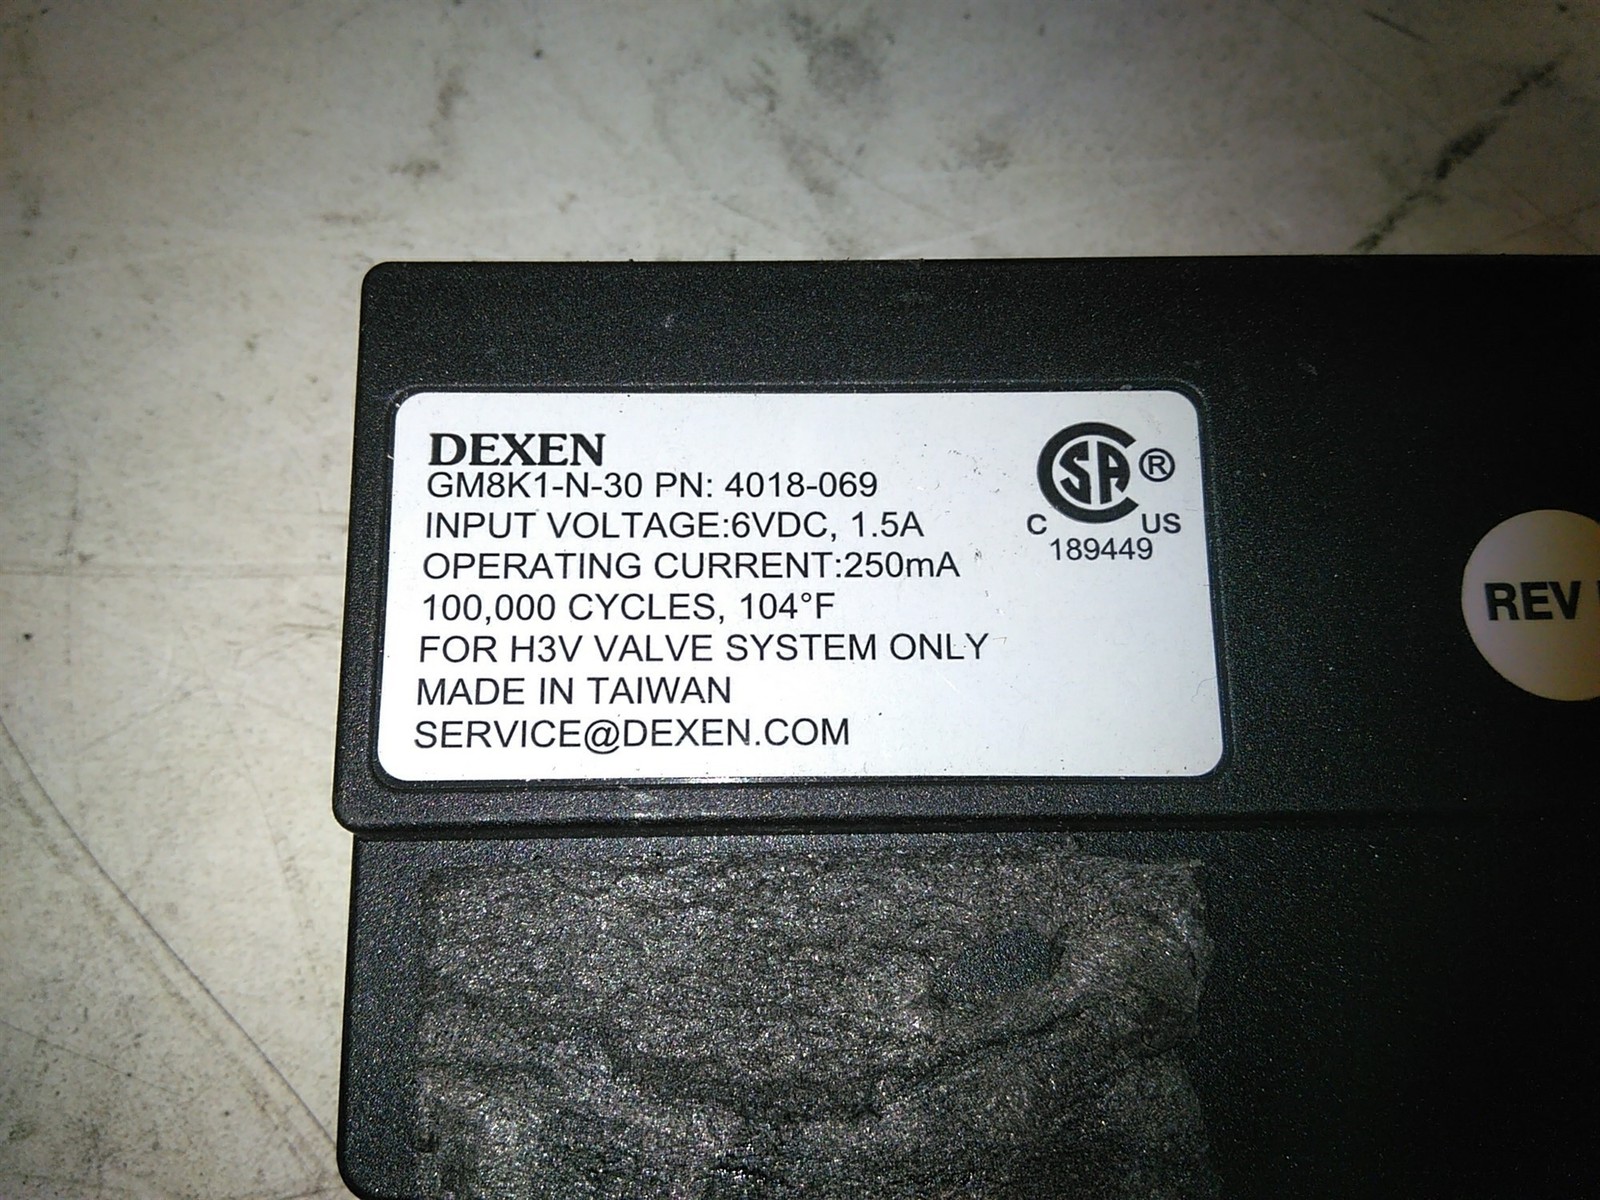 DEXEN
GM8K1-N-30 PN: 4018-069
INPUT VOLTAGE:6VDC, 1.5A
OPERATING CURRENT:250mA
100,000 CYCLES, 104°F
FOR H3V VALVE SYSTEM ONLY
MADE IN TAIWAN
SERVICE@DEXEN.COM
CSA ®
C US
189449
REV